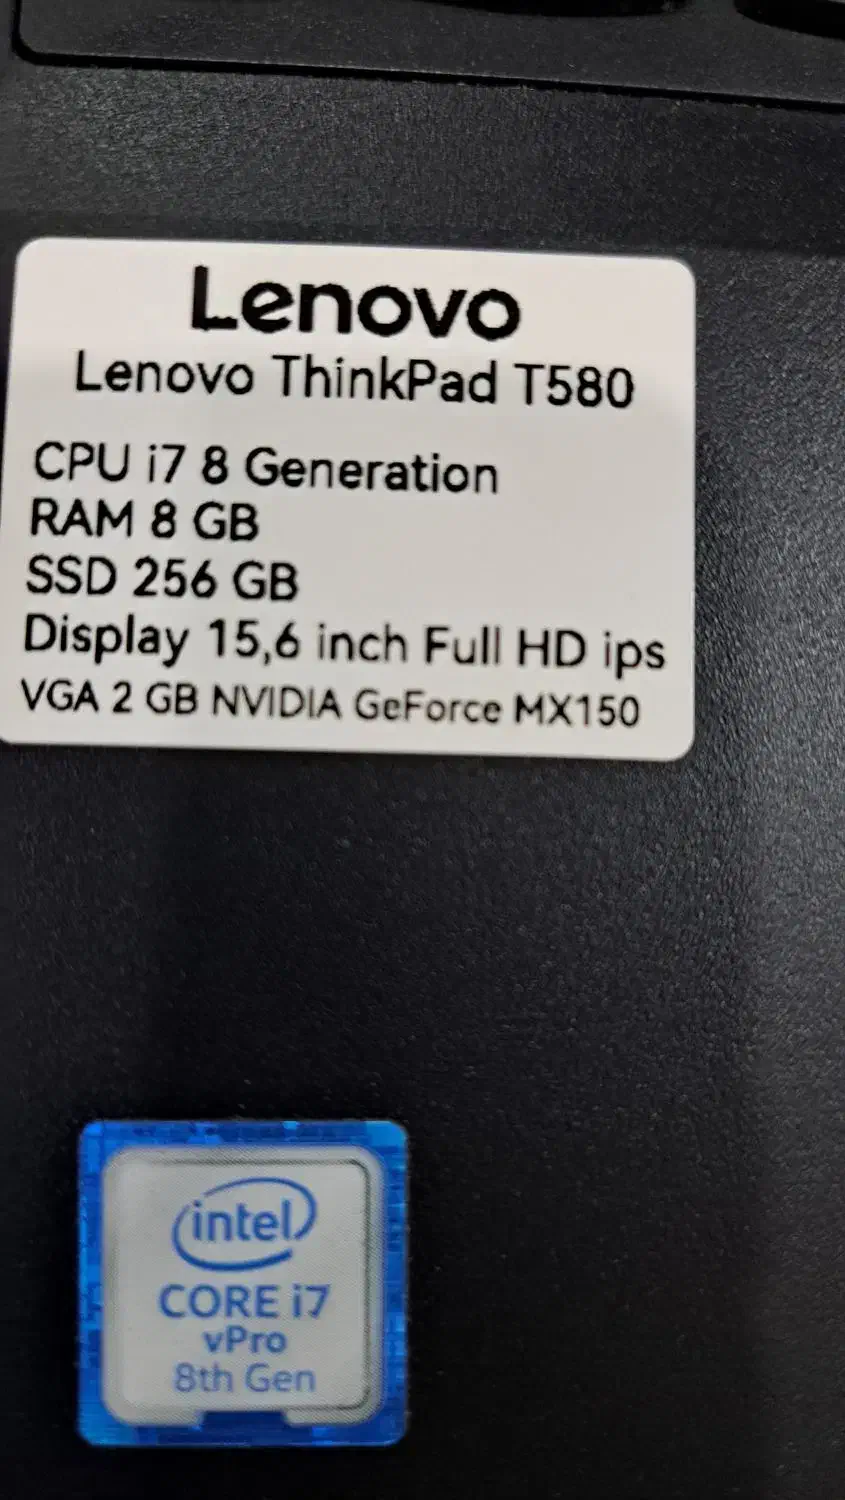 Lenovo
Lenovo ThinkPad T580
CPU i7 8 Generation
RAM 8 GB
SSD 256 GB
Display 15,6 inch Full HD ips
VGA 2 GB NVIDIA GeForce MX150
intel
CORE i7
vPro
8th Gen